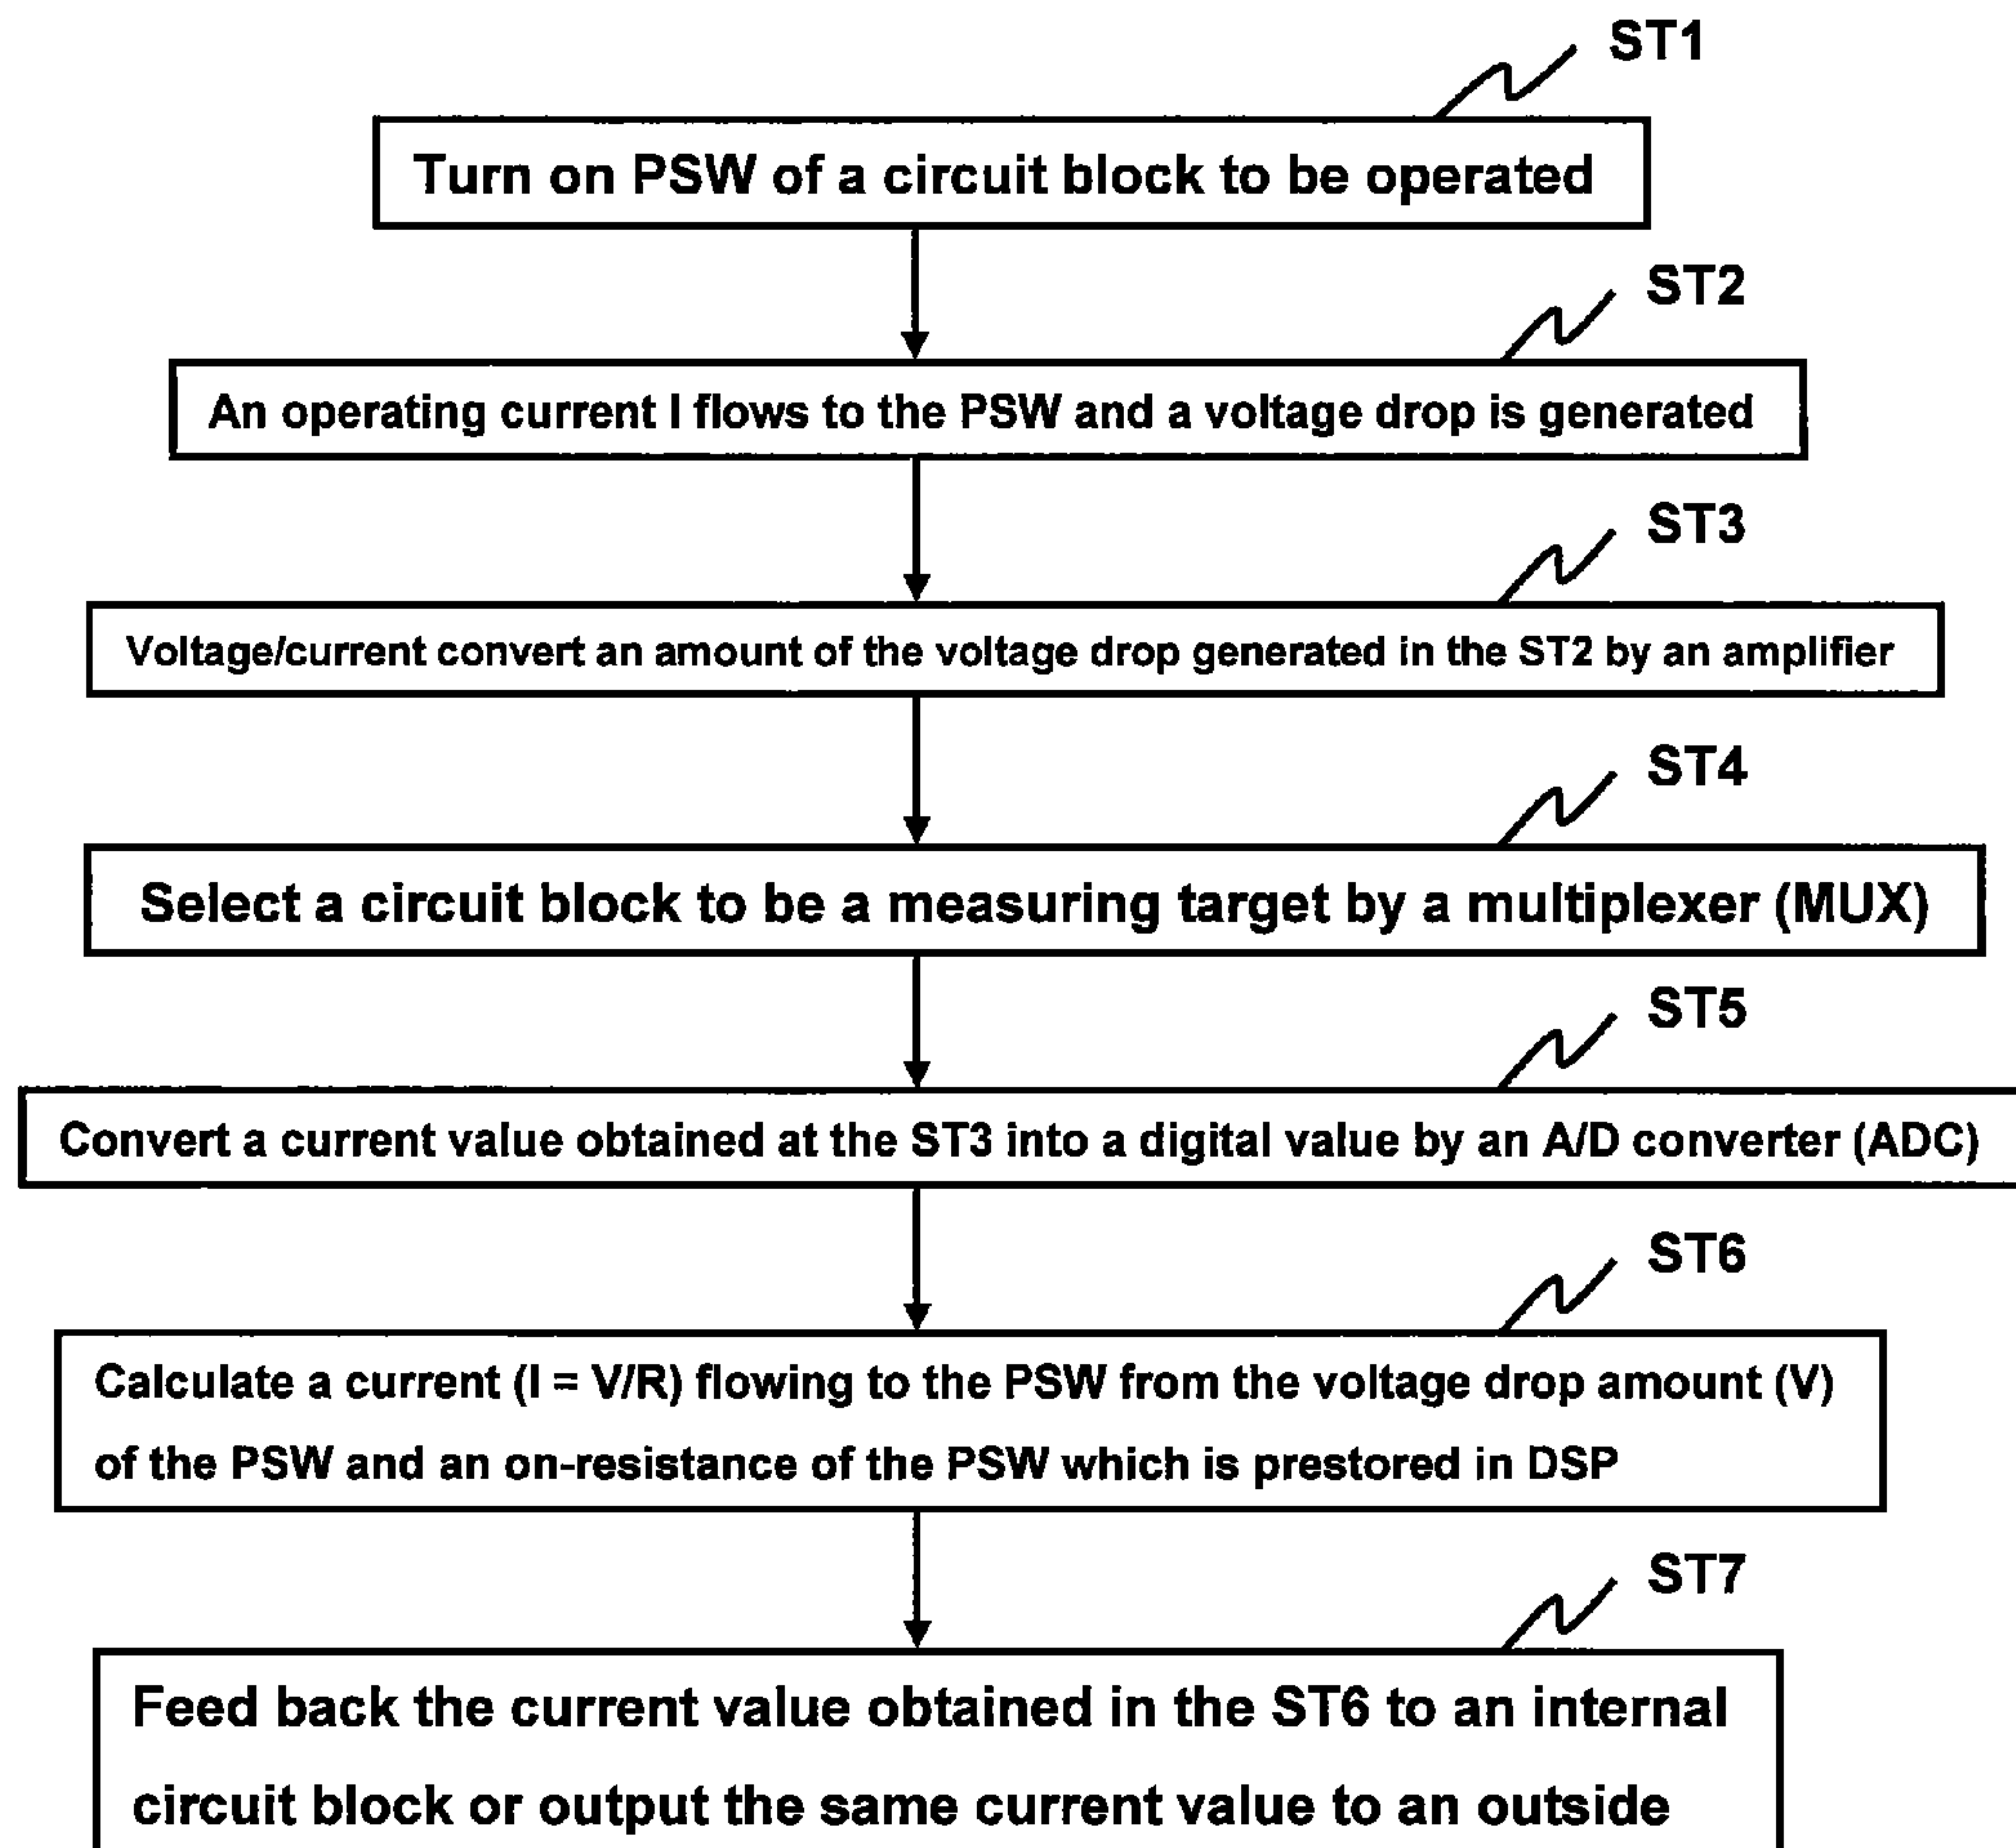 ST1
Turn on PSW of a circuit block to be operated
ST2
An operating current I flows to the PSW and a voltage drop is generated
ST3
Voltage/current convert an amount of the voltage drop generated in the ST2 by an amplifier
ST4
Select a circuit block to be a measuring target by a multiplexer (MUX)
ST5
Convert a current value obtained at the ST3 into a digital value by an A/D converter (ADC)
ST6
Calculate a current (I = V/R) flowing to the PSW from the voltage drop amount (V)
of the PSW and an on-resistance of the PSW which is prestored in DSP
ST7
Feed back the current value obtained in the ST6 to an internal
circuit block or output the same current value to an outside